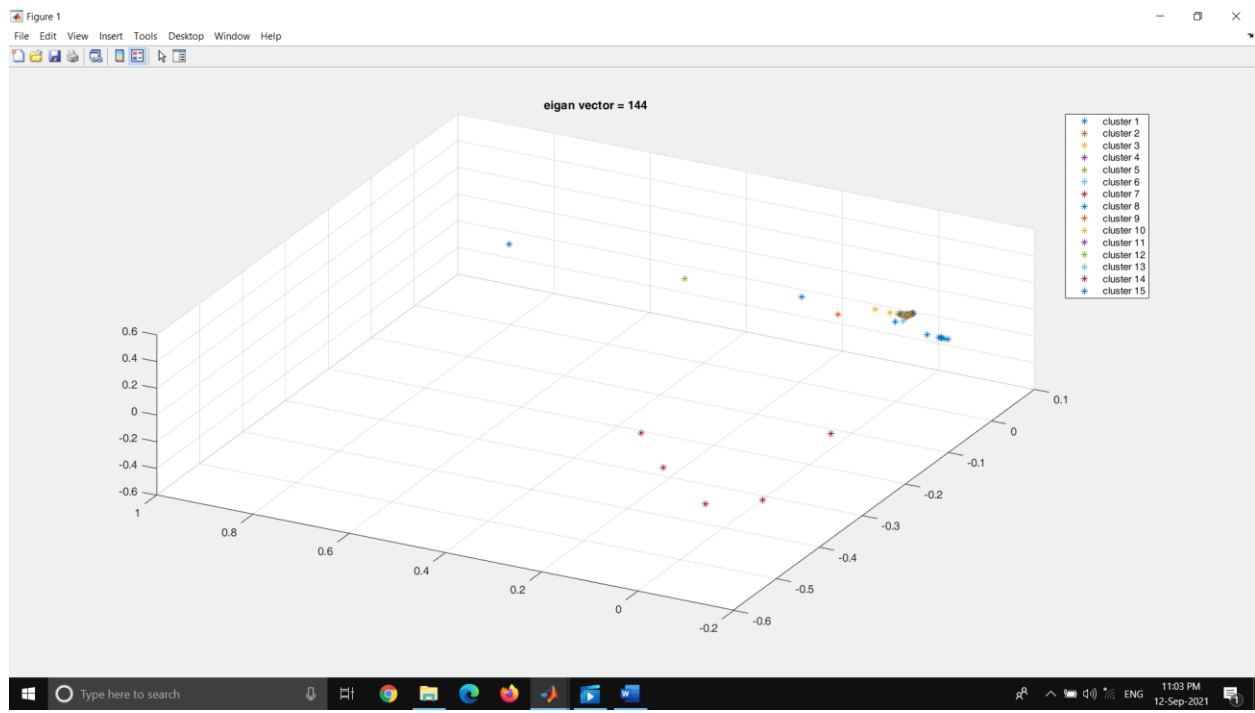 Figure 1
File Edit View Insert Tools Desktop Window Help
eigan vector = 144
cluster 1
cluster 2
cluster 3
cluster 4
cluster 5
cluster 6
cluster 7
cluster 8
cluster 9
cluster 10
cluster 11
cluster 12
cluster 13
cluster 14
cluster 15
0.6
0.4
0.2
0
-0.2
-0.4
-0.6
1
0.8
0.6
0.4
0.2
0
-0.2
-0.6
-0.5
-0.4
-0.3
-0.2
-0.1
0
0.1
Type here to search
ENG
11:03 PM
12-Sep-2021
1